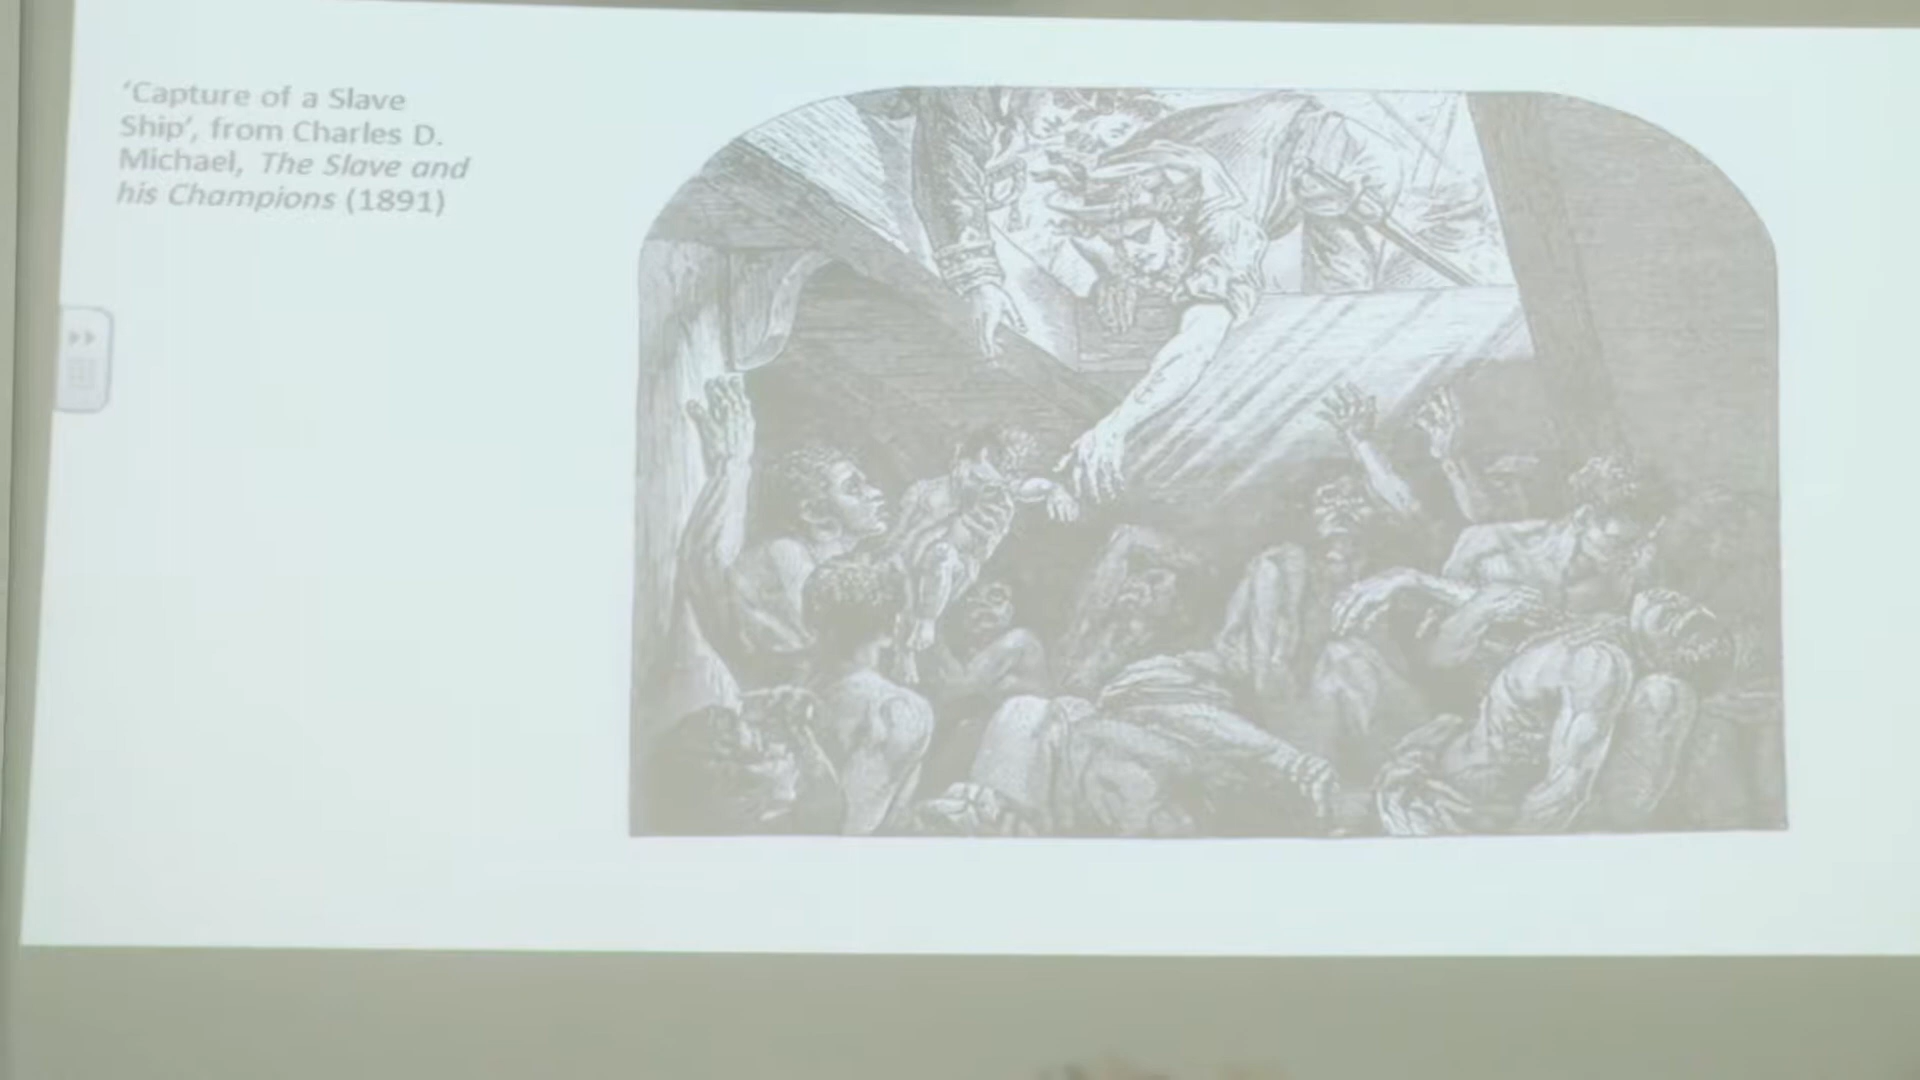 ‘Capture of a Slave
Ship’, from Charles D.
Michael, The Slave and
his Champions (1891)